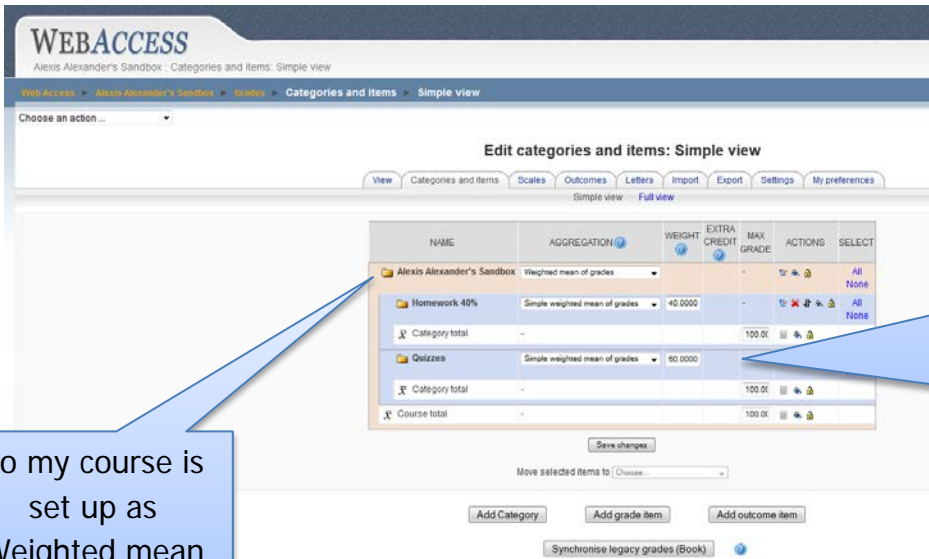 WEBACCESS
Alexis Alexander's Sandbox : Categories and items: Simple view
Web Access ► Alexis Alexander's Sandbox ► Grades ► Categories and items ► Simple view
Choose an action ...
Edit categories and items: Simple view
View Categories and items Scales Outcomes Letters Import Export Settings My preferences
Simple view Full view
NAME AGGREGATION WEIGHT EXTRA CREDIT MAX GRADE ACTIONS SELECT
Alexis Alexander's Sandbox Weighted mean of grades - All
None
Homework 40% Simple weighted mean of grades 40.0000 - All
None
Category total - 100.0
Quizzes Simple weighted mean of grades 60.0000
Category total - 100.0
Course total - 100.0
Save changes
Move selected items to Choose...
Add Category Add grade item Add outcome item
Synchronise legacy grades (Book)
o my course is
set up as
Weighted mean